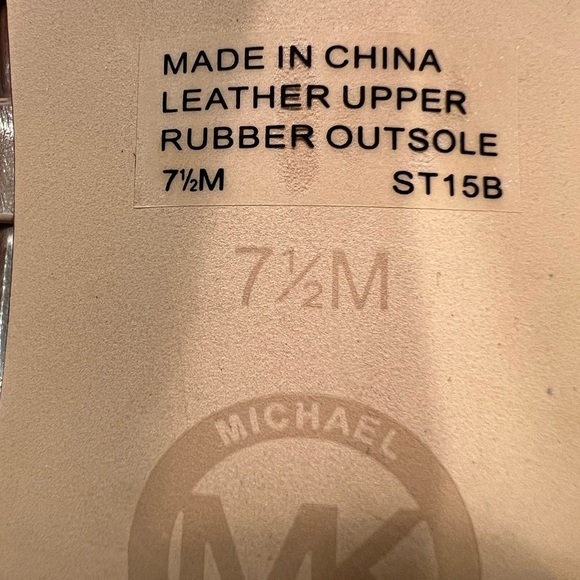 MADE IN CHINA
LEATHER UPPER
RUBBER OUTSOLE
7½M ST15B
7½M
MICHAEL
MK